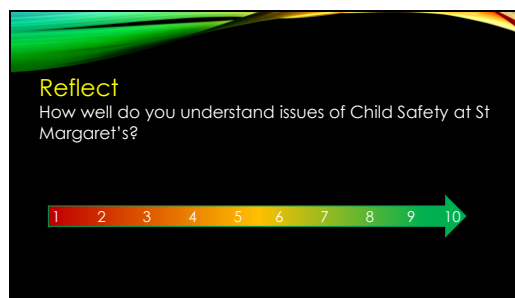 Reflect
How well do you understand issues of Child Safety at St
Margaret's?
1 2 3 4 5 6 7 8 9 10